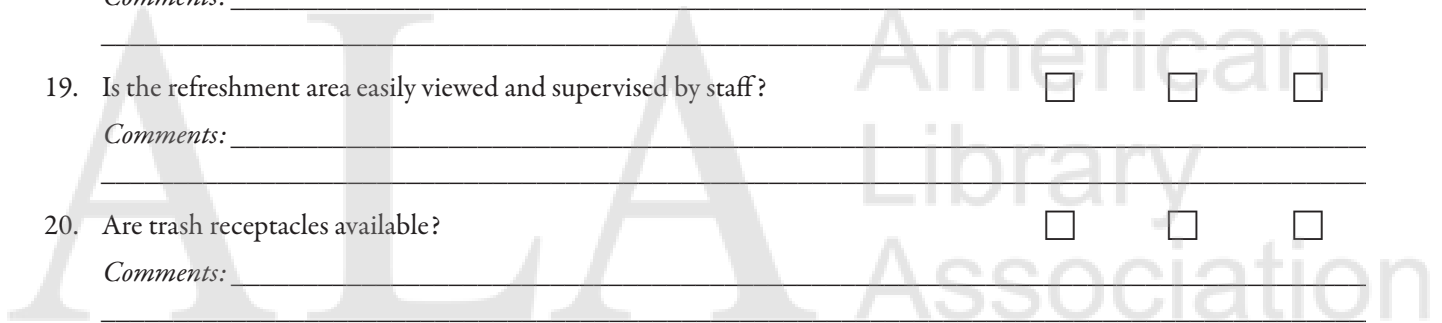 Comments:
19. Is the refreshment area easily viewed and supervised by staff?
Comments:
20. Are trash receptacles available?
Comments:
ALA American
Library
Association